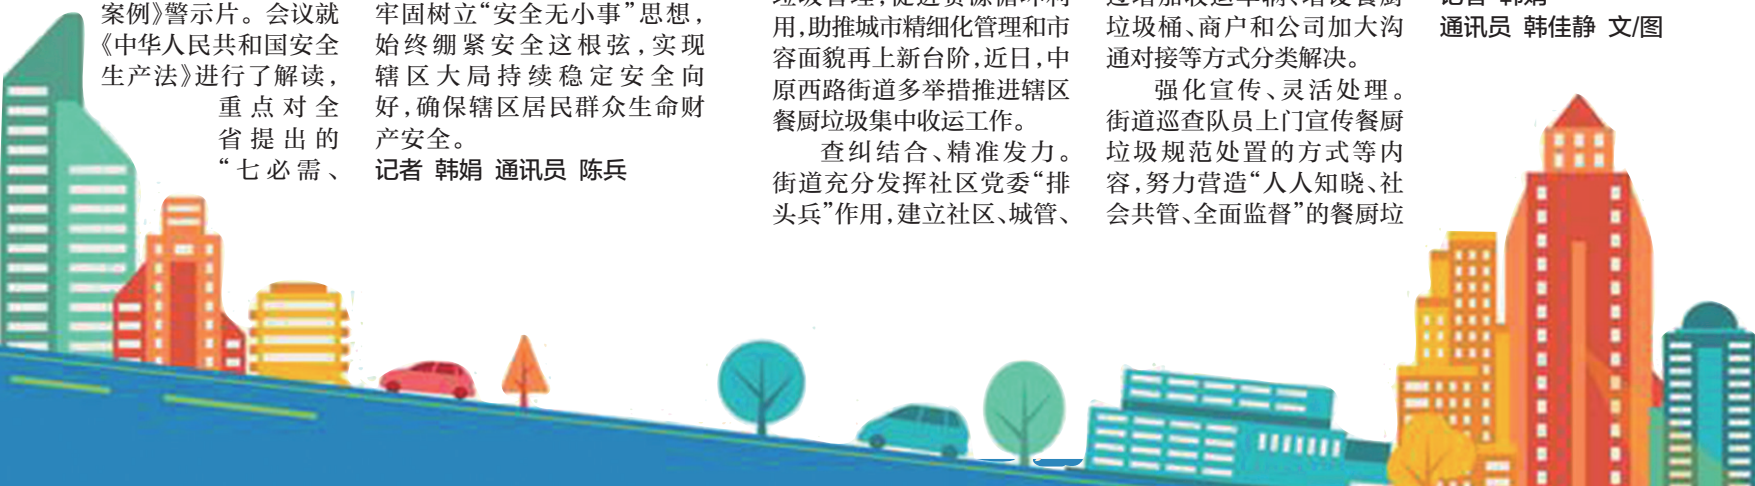 案例》警示片。会议就
《中华人民共和国安全
生产法》进行了解读，
重点对全
省提出的
“七必需、
牢固树立“安全无小事”思想，
始终绷紧安全这根弦，实现
辖区大局持续稳定安全向
好，确保辖区居民群众生命财
产安全。
记者 韩娟 通讯员 陈兵
用，助推城市精细化管理和市
容面貌再上新台阶，近日，中
原西路街道多举措推进辖区
餐厨垃圾集中收运工作。
查纠结合、精准发力。
街道充分发挥社区党委“排
头兵”作用，建立社区、城管、
垃圾桶、商户和公司加大沟
通对接等方式分类解决。
强化宣传、灵活处理。
街道巡查队员上门宣传餐厨
垃圾规范处置的方式等内
容，努力营造“人人知晓、社
会共管、全面监督”的餐厨垃
通讯员 韩佳静 文/图